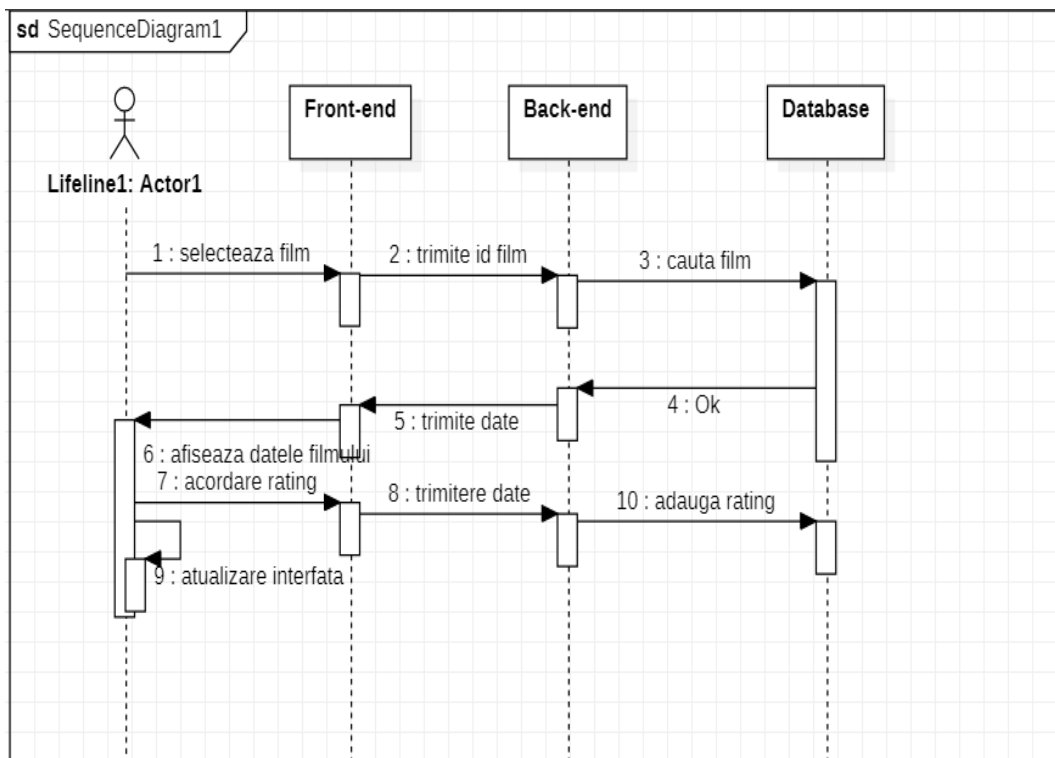 sd SequenceDiagram1
Front-end
Back-end
Database
Lifeline1: Actor1
1 : selecteaza film
2 : trimite id film
3 : cauta film
4 : Ok
5 : trimite date
6 : afiseaza datele filmului
7 : acordare rating
8 : trimitere date
10 : adauga rating
9 : atualizare interfata